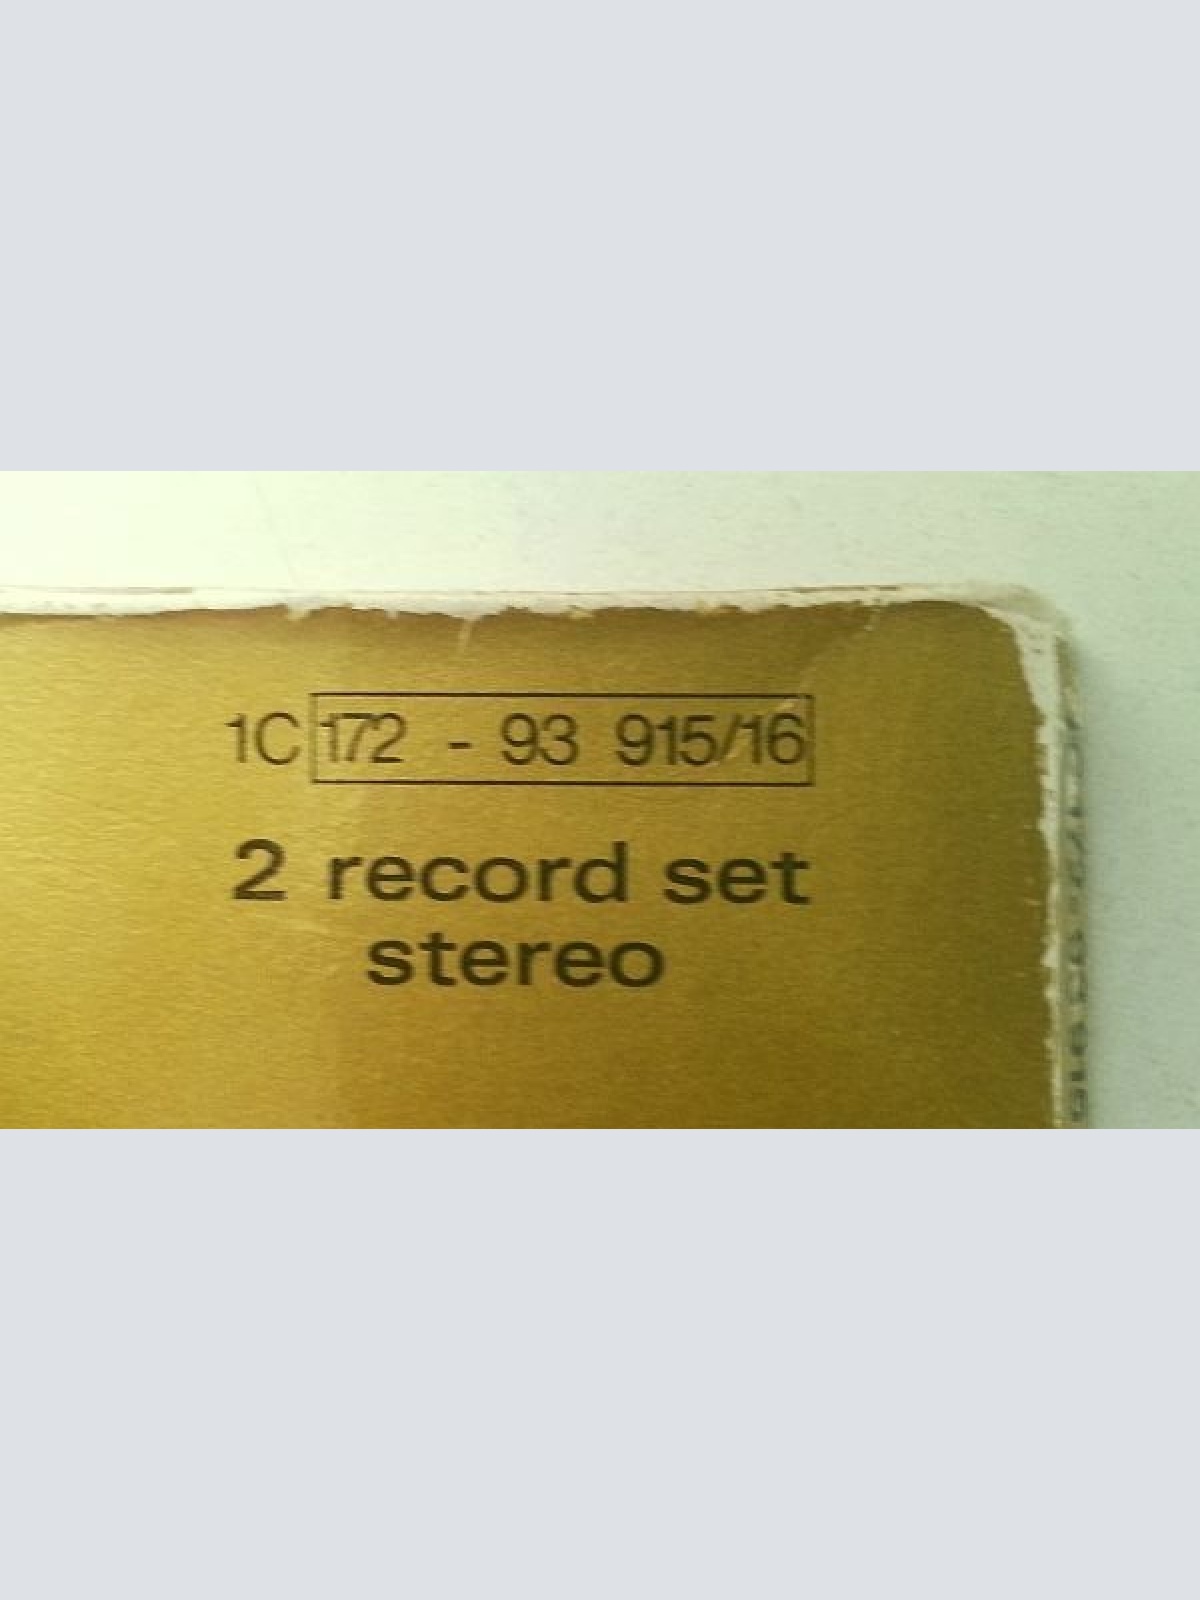 1C 172 - 93 915/16
2 record set
stereo